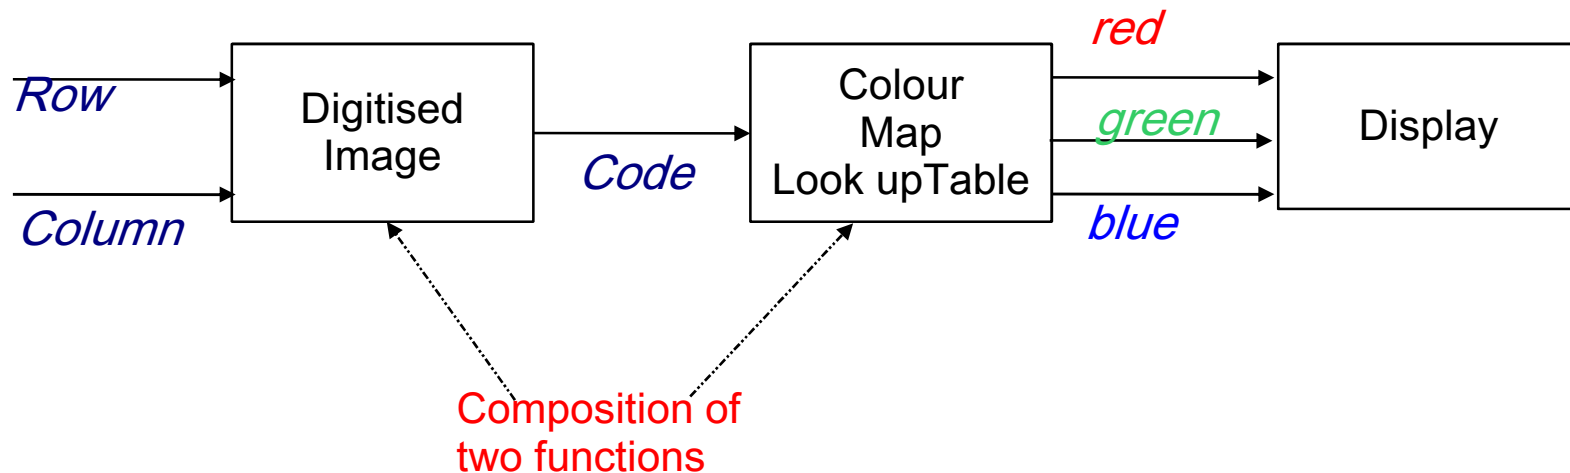 Row
Column
Digitised
Image
Code
Colour
Map
Look upTable
red
green
blue
Display
Composition of
two functions